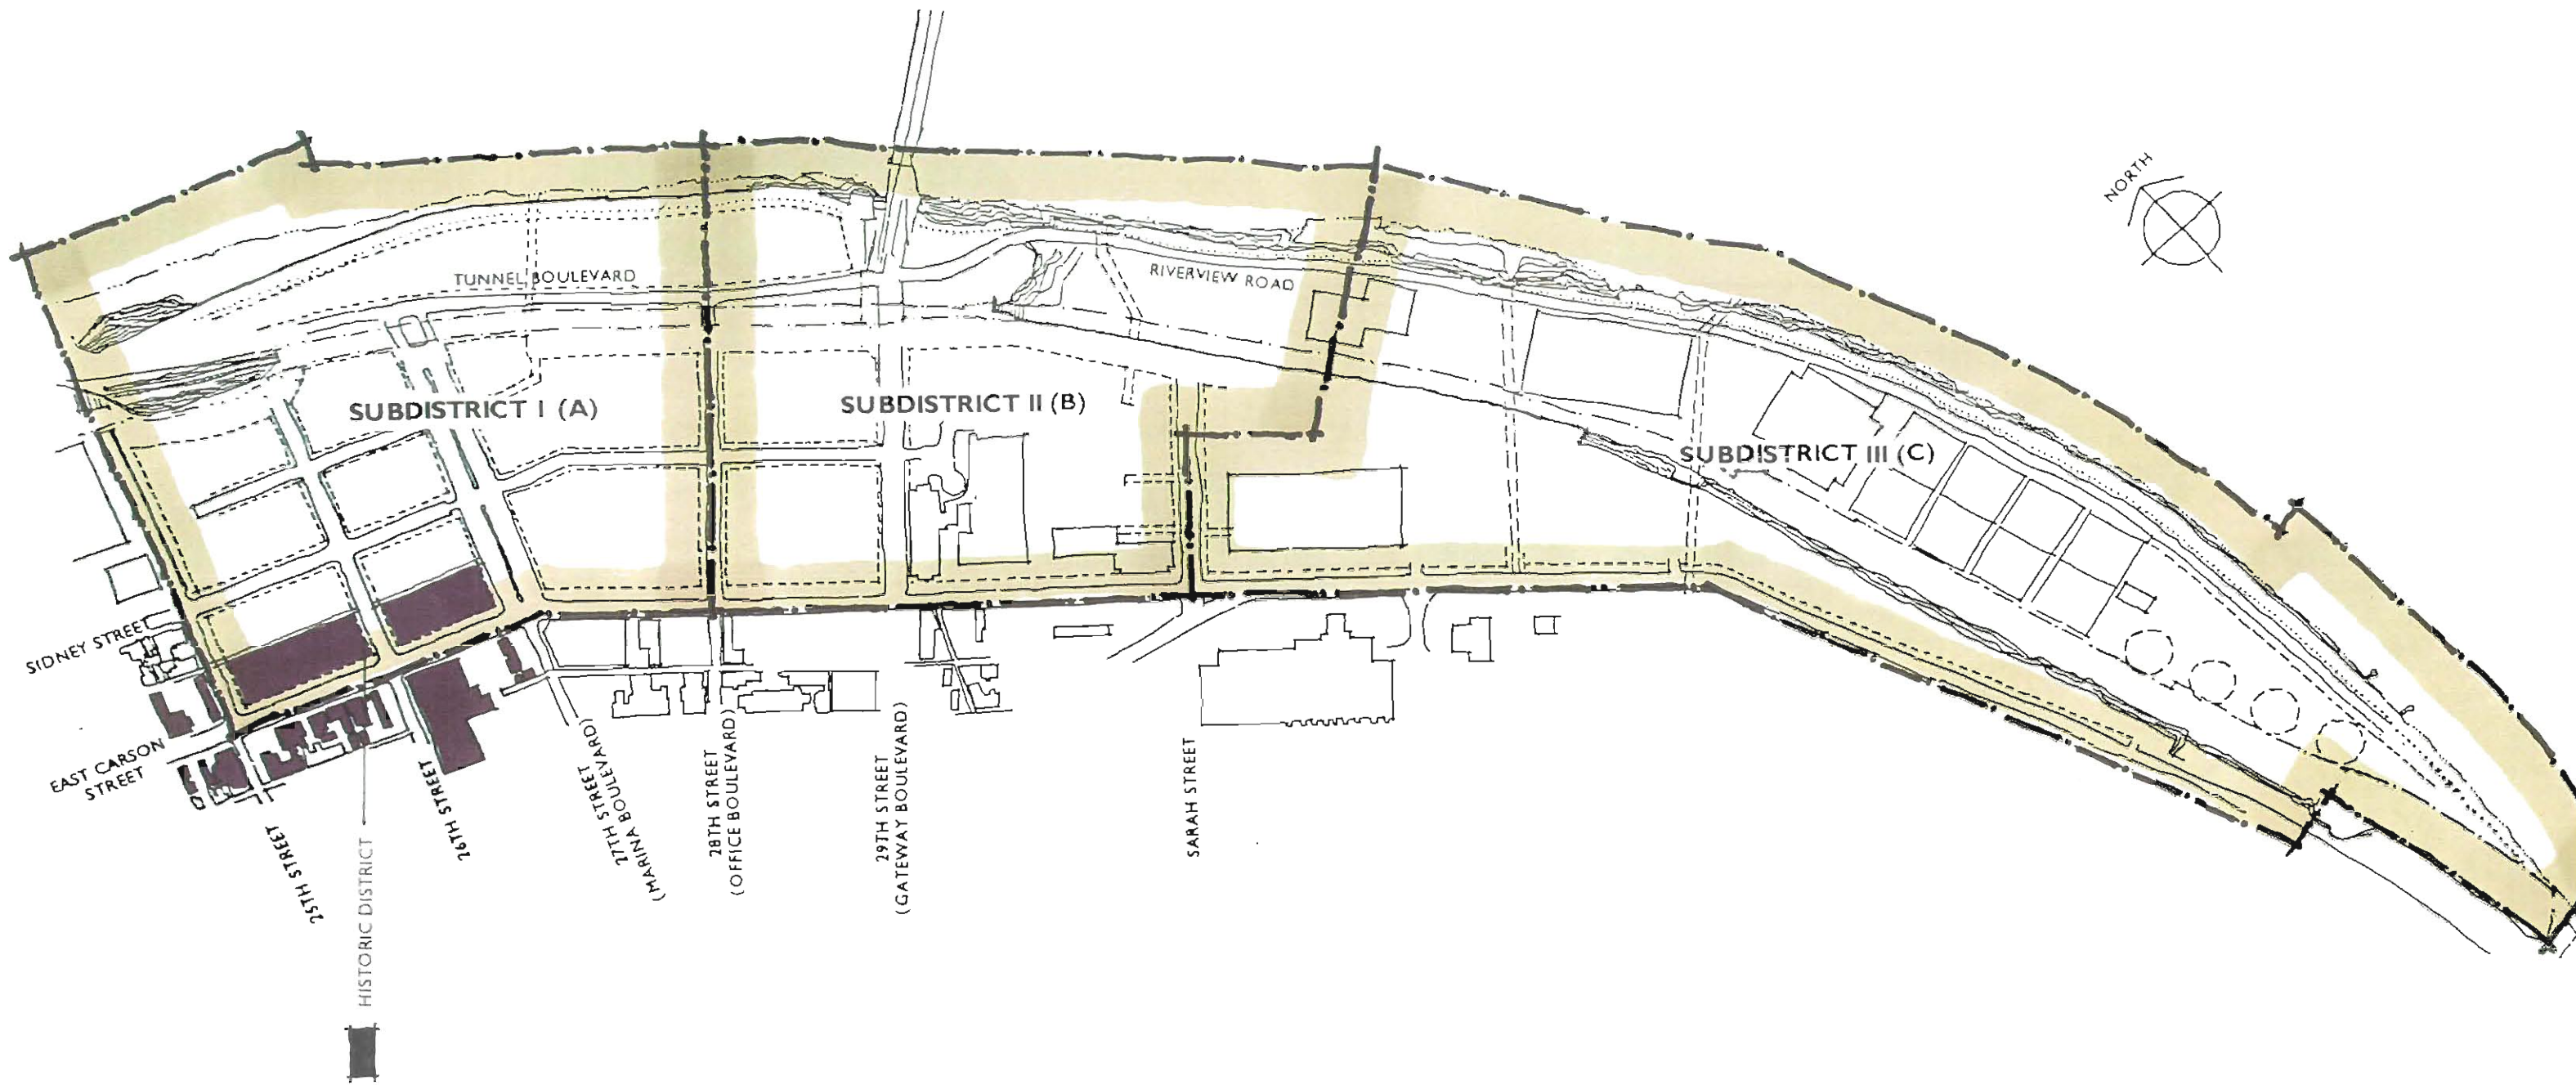 NORTH
TUNNEL BOULEVARD
RIVERVIEW ROAD
SUBDISTRICT I (A)
SUBDISTRICT II (B)
SUBDISTRICT III (C)
SIDNEY STREET
EAST CARSON
STREET
25TH STREET
HISTORIC DISTRICT
26TH STREET
27TH STREET
(MARINA BOULEVARD)
28TH STREET
(OFFICE BOULEVARD)
29TH STREET
(GATEWAY BOULEVARD)
SARAH STREET